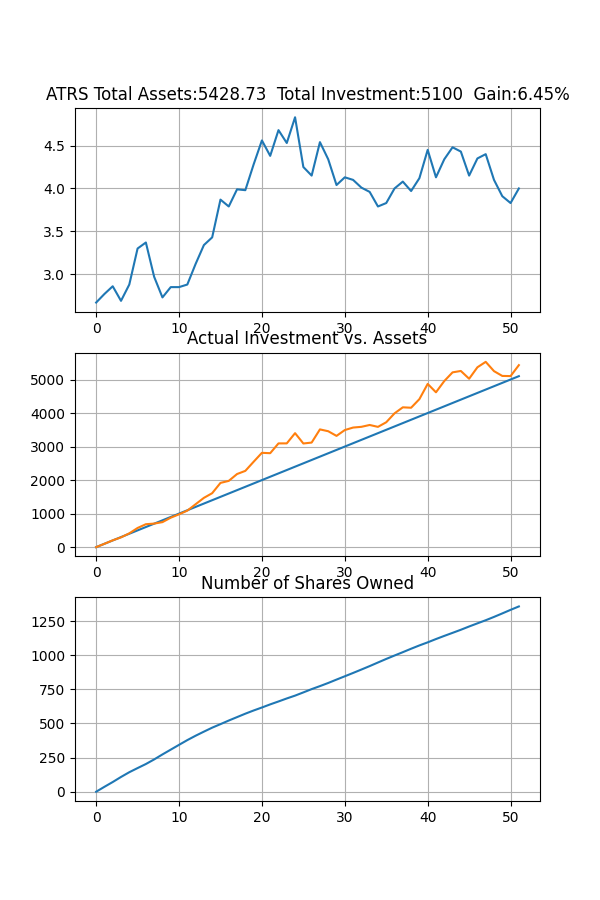 ATRS Total Assets:5428.73  Total Investment:5100  Gain:6.45%
4.5
4.0
3.5
3.0
0 10 20 30 40 50
Actual Investment vs. Assets
5000
4000
3000
2000
1000
0
0 10 20 30 40 50
Number of Shares Owned
1250
1000
750
500
250
0
0 10 20 30 40 50